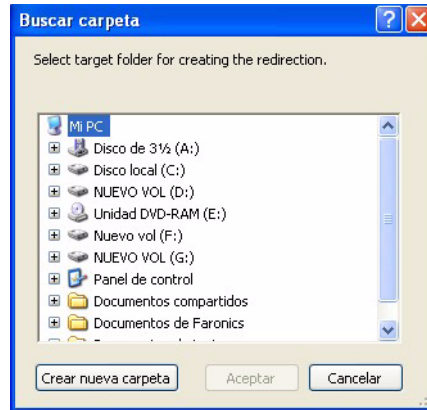 Buscar carpeta
Select target folder for creating the redirection.
Mi PC
Disco de 3½ (A:)
Disco local (C:)
NUEVO VOL (D:)
Unidad DVD-RAM (E:)
Nuevo vol (F:)
NUEVO VOL (G:)
Panel de control
Documentos compartidos
Documentos de Faronics
Crear nueva carpeta
Aceptar
Cancelar